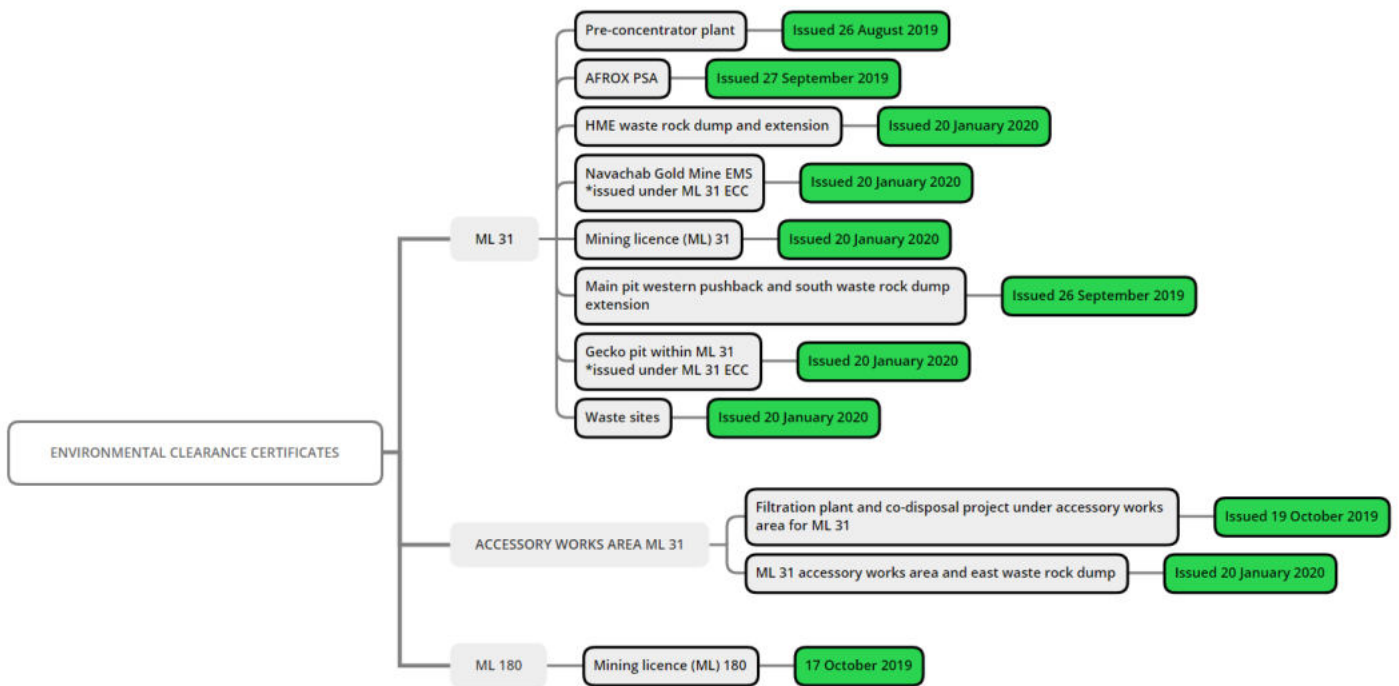 Pre-concentrator plant
Issued 26 August 2019
AFROX PSA
Issued 27 September 2019
HME waste rock dump and extension
Issued 20 January 2020
Navachab Gold Mine EMS
*issued under ML 31 ECC
Issued 20 January 2020
ML 31
Mining licence (ML) 31
Issued 20 January 2020
Main pit western pushback and south waste rock dump
extension
Issued 26 September 2019
Gecko pit within ML 31
*issued under ML 31 ECC
Issued 20 January 2020
Waste sites
Issued 20 January 2020
ENVIRONMENTAL CLEARANCE CERTIFICATES
Filtration plant and co-disposal project under accessory works
area for ML 31
Issued 19 October 2019
ACCESSORY WORKS AREA ML 31
ML 31 accessory works area and east waste rock dump
Issued 20 January 2020
ML 180
Mining licence (ML) 180
17 October 2019